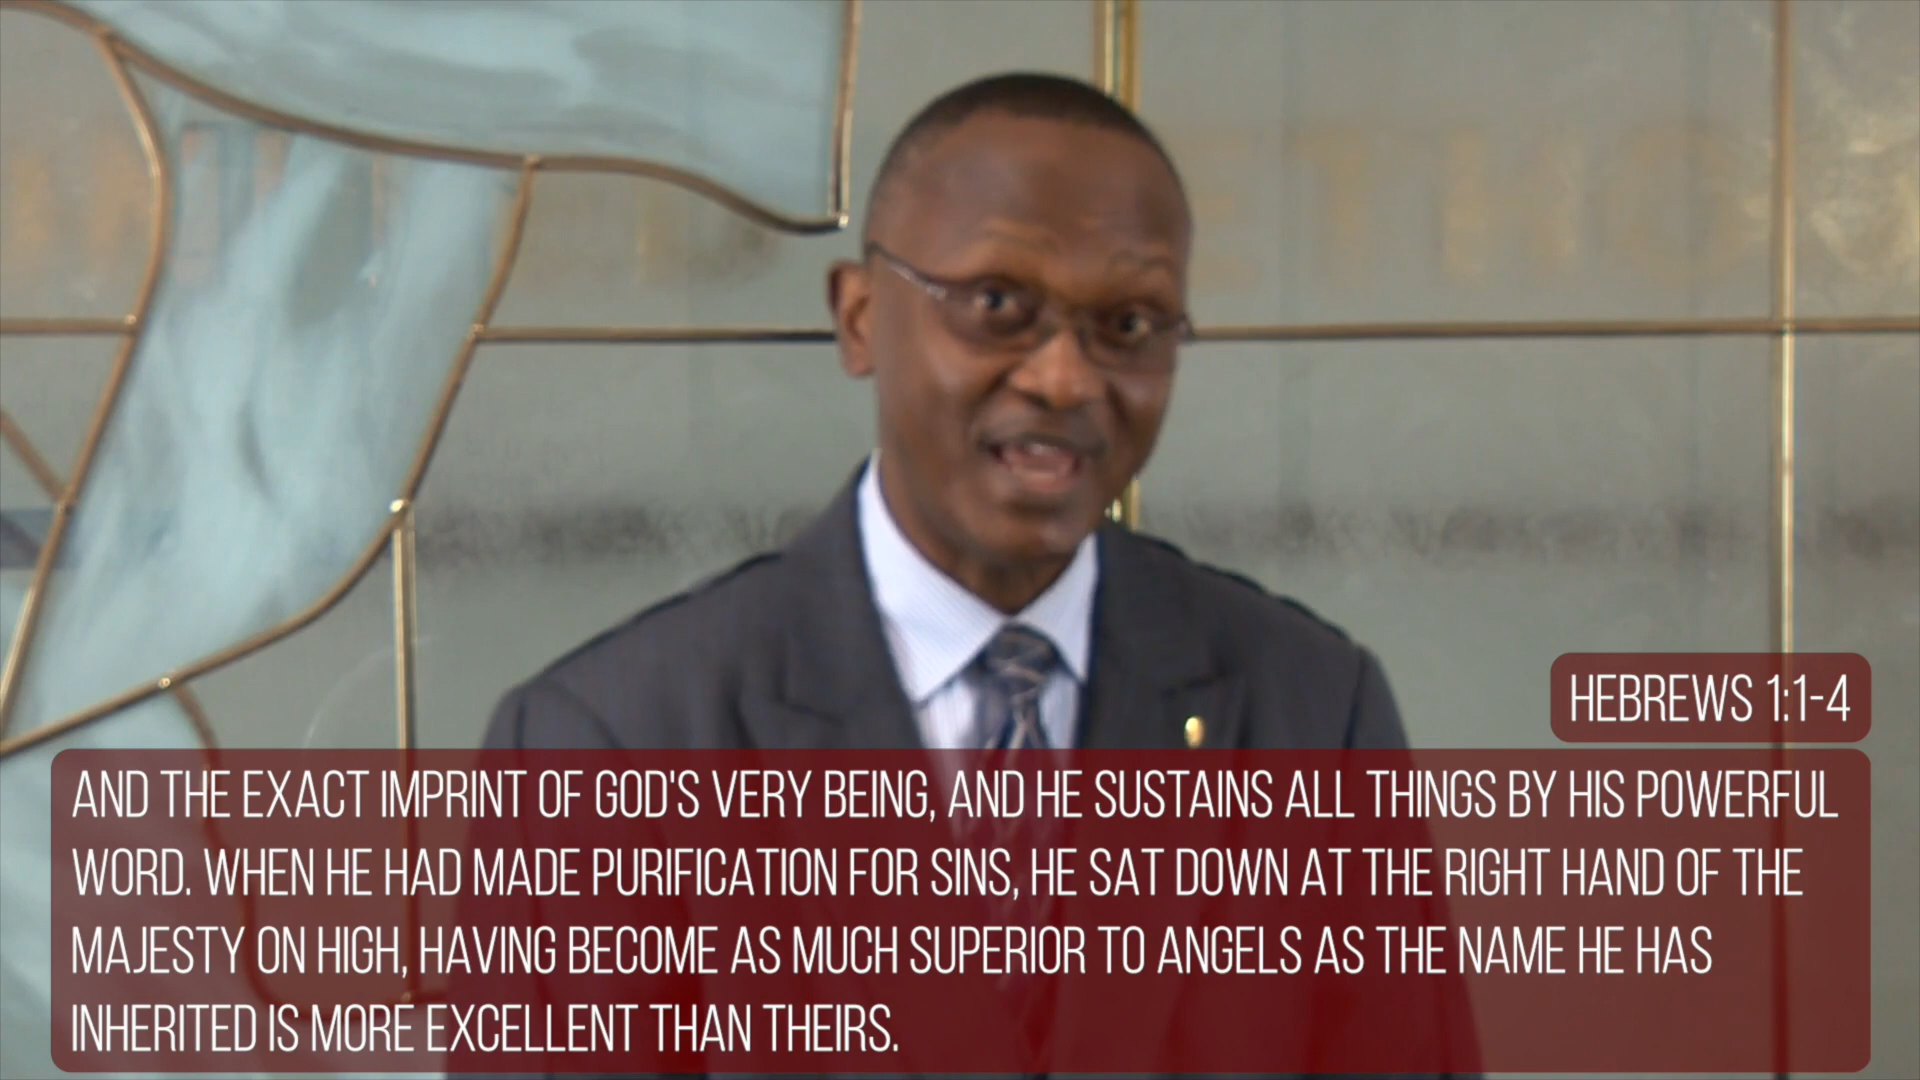 HEBREWS 1:1-4
AND THE EXACT IMPRINT OF GOD'S VERY BEING, AND HE SUSTAINS ALL THINGS BY HIS POWERFUL
WORD. WHEN HE HAD MADE PURIFICATION FOR SINS, HE SAT DOWN AT THE RIGHT HAND OF THE
MAJESTY ON HIGH, HAVING BECOME AS MUCH SUPERIOR TO ANGELS AS THE NAME HE HAS
INHERITED IS MORE EXCELLENT THAN THEIRS.